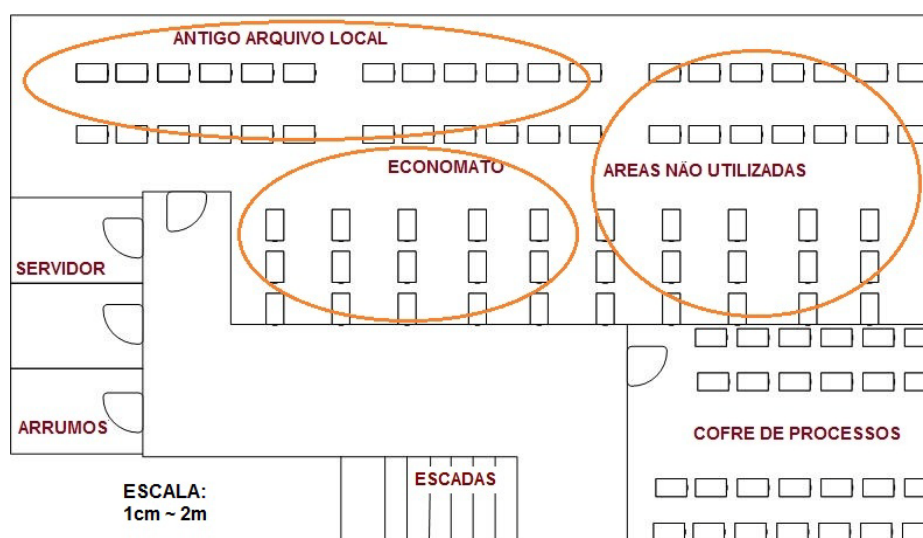 ANTIGO ARQUIVO LOCAL
ECONOMATO
AREAS NÃO UTILIZADAS
SERVIDOR
ARRUMOS
COFRE DE PROCESSOS
ESCADAS
ESCALA:
1cm ~ 2m